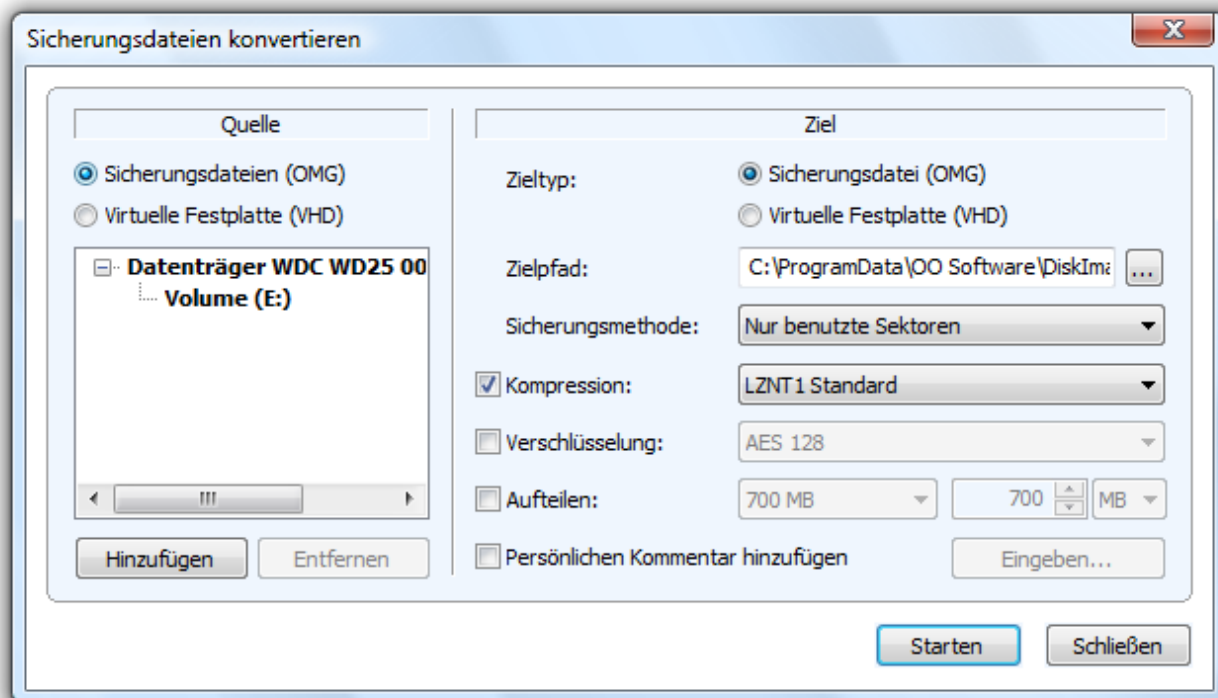 Sicherungsdateien konvertieren
Quelle
Sicherungsdateien (OMG)
Virtuelle Festplatte (VHD)
Datenträger WDC WD25 00
Volume (E:)
Hinzufügen
Entfernen
Ziel
Zieltyp:
Sicherungsdatei (OMG)
Virtuelle Festplatte (VHD)
Zielpfad: C:\ProgramData\OO Software\DiskIma ...
Sicherungsmethode: Nur benutzte Sektoren
Kompression: LZNT1 Standard
Verschlüsselung: AES 128
Aufteilen: 700 MB 700 MB
Persönlichen Kommentar hinzufügen Eingeben...
Starten
Schließen